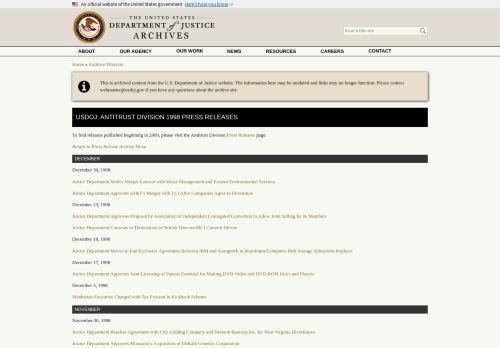 An official website of the United States government  Here's how you know
THE UNITED STATES
DEPARTMENT of JUSTICE
ARCHIVES
Search this site
ABOUT OUR AGENCY OUR WORK NEWS RESOURCES CAREERS CONTACT
Home » Antitrust Division
This is archived content from the U.S. Department of Justice website. The information here may be outdated and links may no longer function. Please contact
webmaster@usdoj.gov if you have any questions about the archive site.
USDOJ: ANTITRUST DIVISION 1998 PRESS RELEASES
To find releases published beginning in 2009, please visit the Antitrust Division Press Releases page.
Return to Press Release Archive Menu
DECEMBER
December 30, 1998
Justice Department Settles Merger Lawsuit with Waste Management and Eastern Environmental Services
Justice Department Approves AT&T's Merger with TCI After Companies Agree to Divestiture
December 23, 1998
Justice Department Approves Proposal by Association of Independent Corrugated Converters to Allow Joint Selling by its Members
Justice Department Consents to Termination of British Telecom/MCI Consent Decree
December 18, 1998
Justice Department Moves to End Exclusive Agreement Between IBM and Storagetek in Mainframe Computer Disk Storage Subsystem Products
December 17, 1998
Justice Department Approves Joint Licensing of Patents Essential for Making DVD-Video and DVD-ROM Discs and Players
December 3, 1998
Manhattan Executive Charged with Tax Evasion in Kickback Scheme
NOVEMBER
November 30, 1998
Justice Department Reaches Agreement with City Holding Company and Horizon Bancorp Inc. for West Virginia Divestitures
Justice Department Approves Monsanto's Acquisition of DeKalb Genetics Corporation